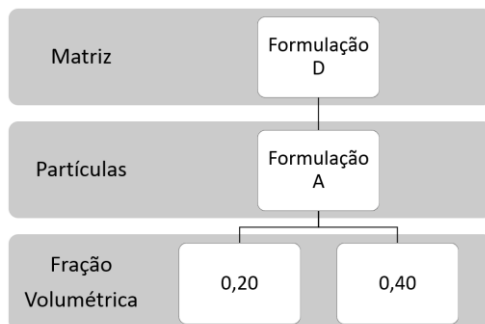 Matriz
Formulação
D
Partículas
Formulação
A
Fração
Volumétrica
0,20
0,40